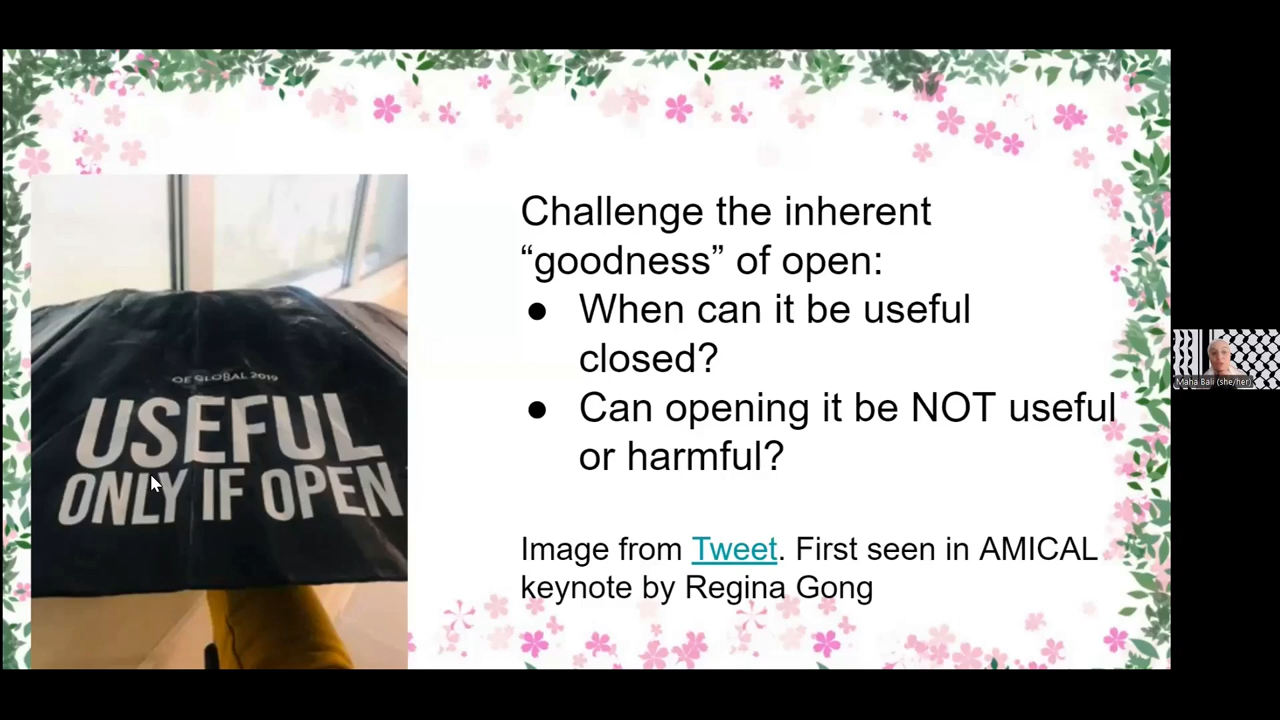 OE GLOBAL 2019
USEFUL
ONLY IF OPEN
Challenge the inherent
“goodness” of open:
● When can it be useful
closed?
● Can opening it be NOT useful
or harmful?
Image from Tweet. First seen in AMICAL
keynote by Regina Gong
Maha Bali (she/her)